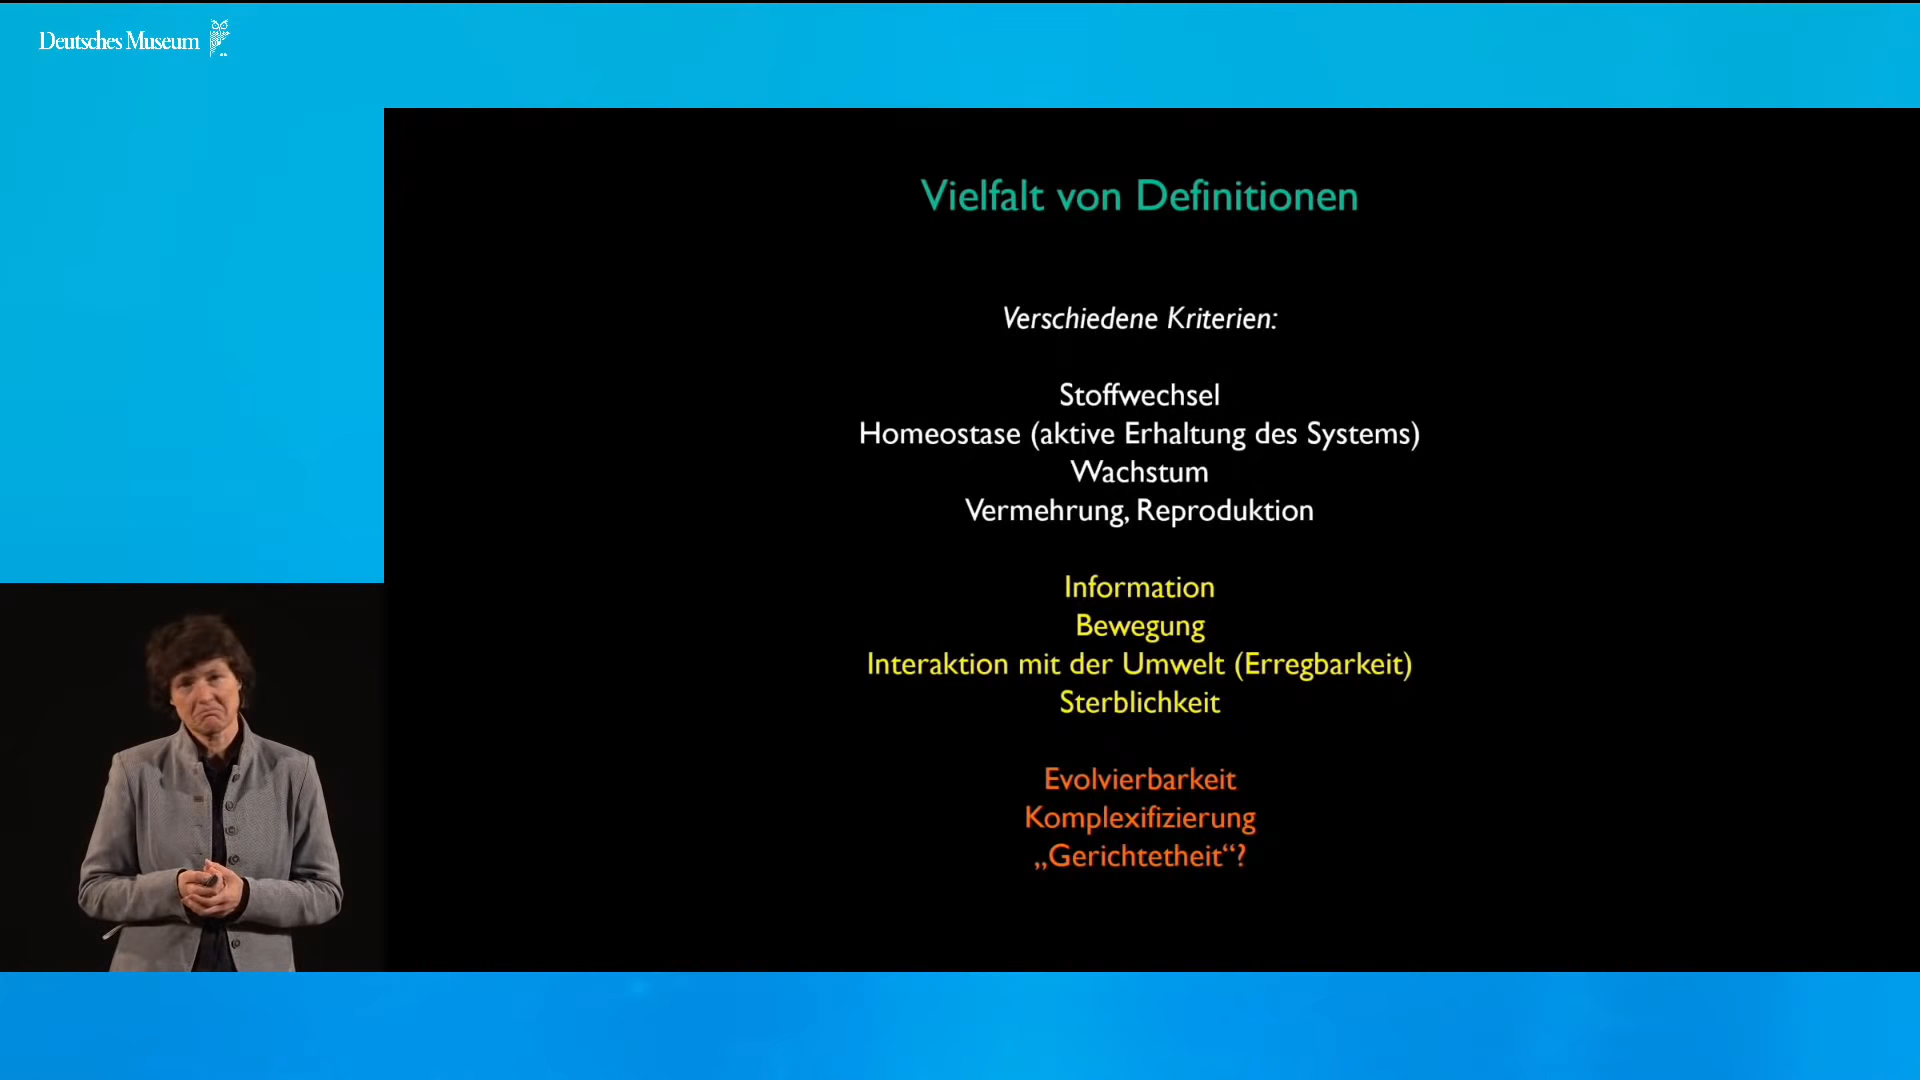 Deutsches Museum
Vielfalt von Definitionen
Verschiedene Kriterien:
Stoffwechsel
Homeostase (aktive Erhaltung des Systems)
Wachstum
Vermehrung, Reproduktion
Information
Bewegung
Interaktion mit der Umwelt (Erregbarkeit)
Sterblichkeit
Evolvierbarkeit
Komplexifizierung
„Gerichtetheit“?